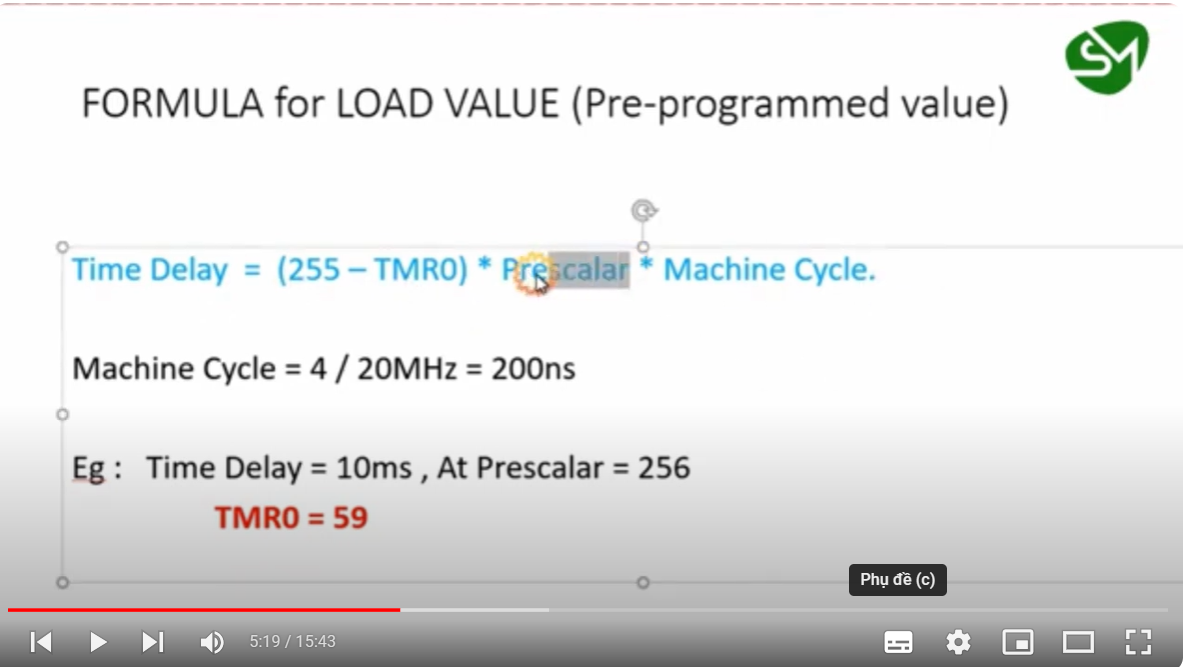 SM
FORMULA for LOAD VALUE (Pre-programmed value)
Time Delay = (255 – TMR0) * Prescalar * Machine Cycle.
Machine Cycle = 4 / 20MHz = 200ns
Eg : Time Delay = 10ms , At Prescalar = 256
TMR0 = 59
Phụ đề (c)
5:19 / 15:43